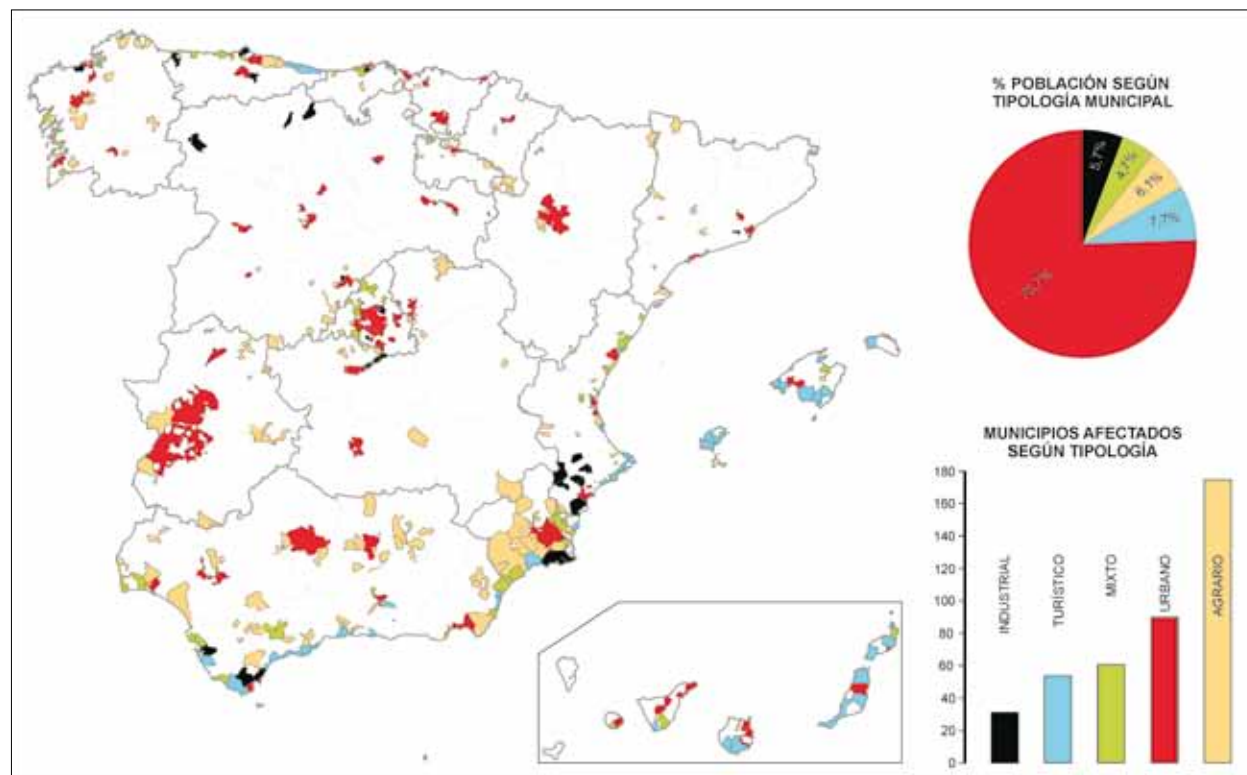 % POBLACIÓN SEGÚN
TIPOLOGÍA MUNICIPAL
5,7%
4,7%
6,1%
7,7%
MUNICIPIOS AFECTADOS
SEGÚN TIPOLOGÍA
180
160
140
120
100
80
60
40
20
0
INDUSTRIAL
TURÍSTICO
MIXTO
URBANO
AGRARIO